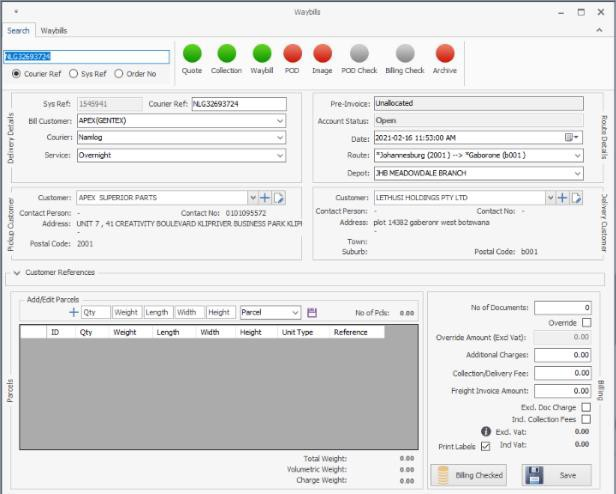 Waybills
Search Waybills
NLG32693724
Courier Ref Sys Ref Order No
Quote Collection Waybill POD Image POD Check Billing Check Archive
Delivery Details
Sys Ref: 1545941 Courier Ref: NLG32693724
Bill Customer: APEX(GENTEX)
Courier: Namlog
Service: Overnight
Pre-Invoice: Unallocated
Account Status: Open
Date: 2021-02-16 11:53:00 AM
Route: *Johannesburg (2001 ) --> *Gaborone (b001 )
Depot: JHB MEADOWDALE BRANCH
Route Details
Pickup Customer
Customer: APEX SUPERIOR PARTS
Contact Person: - Contact No: 0101095572
Address: UNIT 7 , 41 CREATIVITY BOULEVARD KLIPRIVER BUSINESS PARK KLIPI
-
Postal Code: 2001
Customer: LETHUSI HOLDINGS PTY LTD
Contact Person: - Contact No: -
Address: plot 14382 gaberonr west botswana
-
Town:
Suburb: Postal Code: b001
Delivery Customer
Customer References
Parcels
Add/Edit Parcels
Qty Weight Length Width Height Parcel No of Pcls: 0.00
ID Qty Weight Length Width Height Unit Type Reference
Total Weight: 0.00
Volumetric Weight: 0.00
Charge Weight: 0.00
No of Documents: 0
Override
Override Amount (Excl Vat): 0.00
Additional Charges: 0.00
Collection/Delivery Fee: 0.00
Freight Invoice Amount: 0.00
Excl. Doc Charge
Incl. Collection Fees
Excl. Vat: 0.00
Print Labels Incl Vat: 0.00
Billing Checked Save
Billing